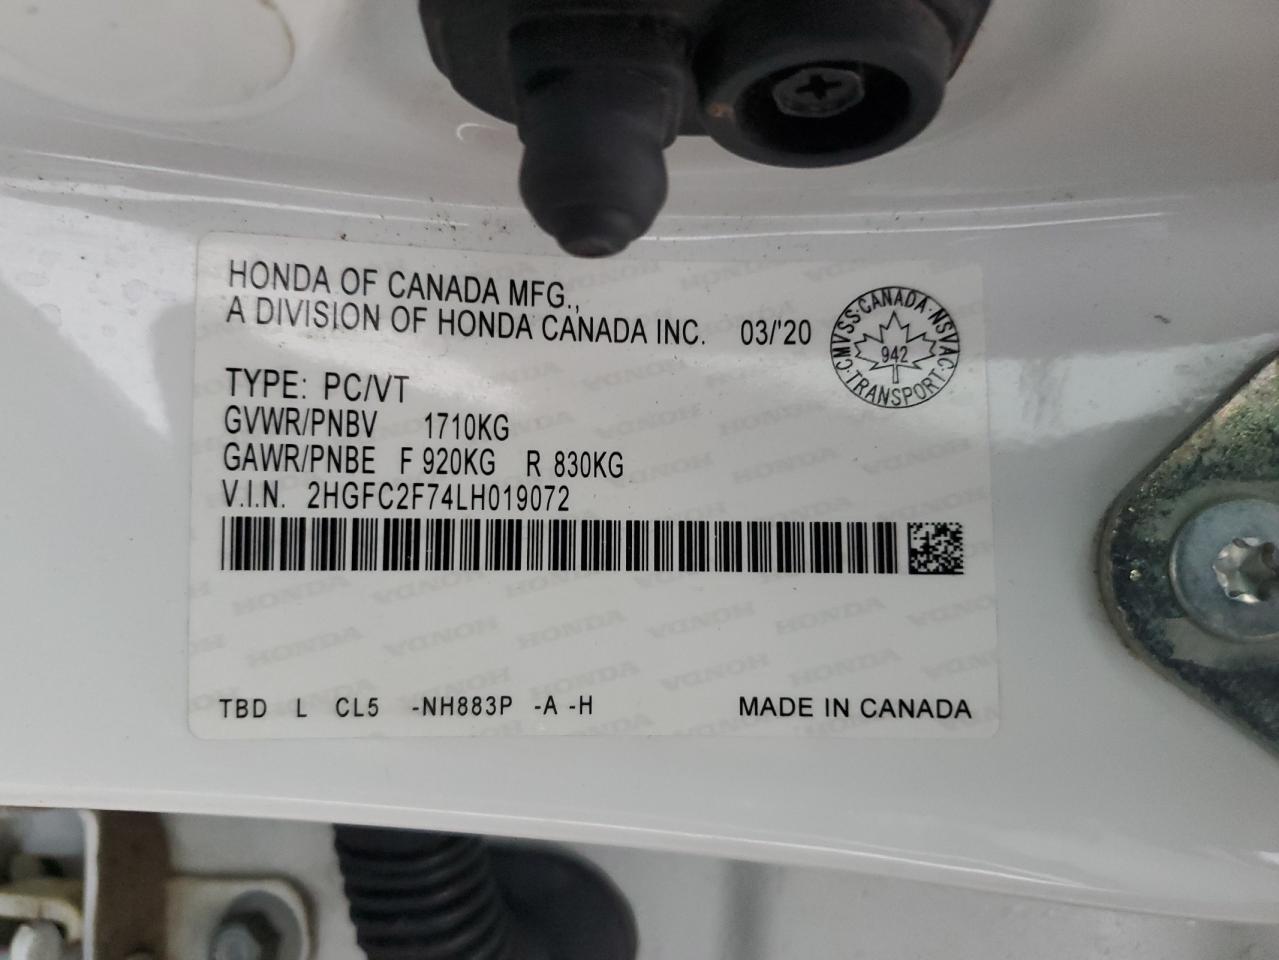 HONDA OF CANADA MFG.,
A DIVISION OF HONDA CANADA INC. 03/'20
CMVSS·CANADA·NSVAC·TRANSPORT·
942
TYPE: PC/VT
GVWR/PNBV 1710KG
GAWR/PNBE F 920KG R 830KG
V.I.N. 2HGFC2F74LH019072
TBD L CL5 -NH883P -A -H MADE IN CANADA